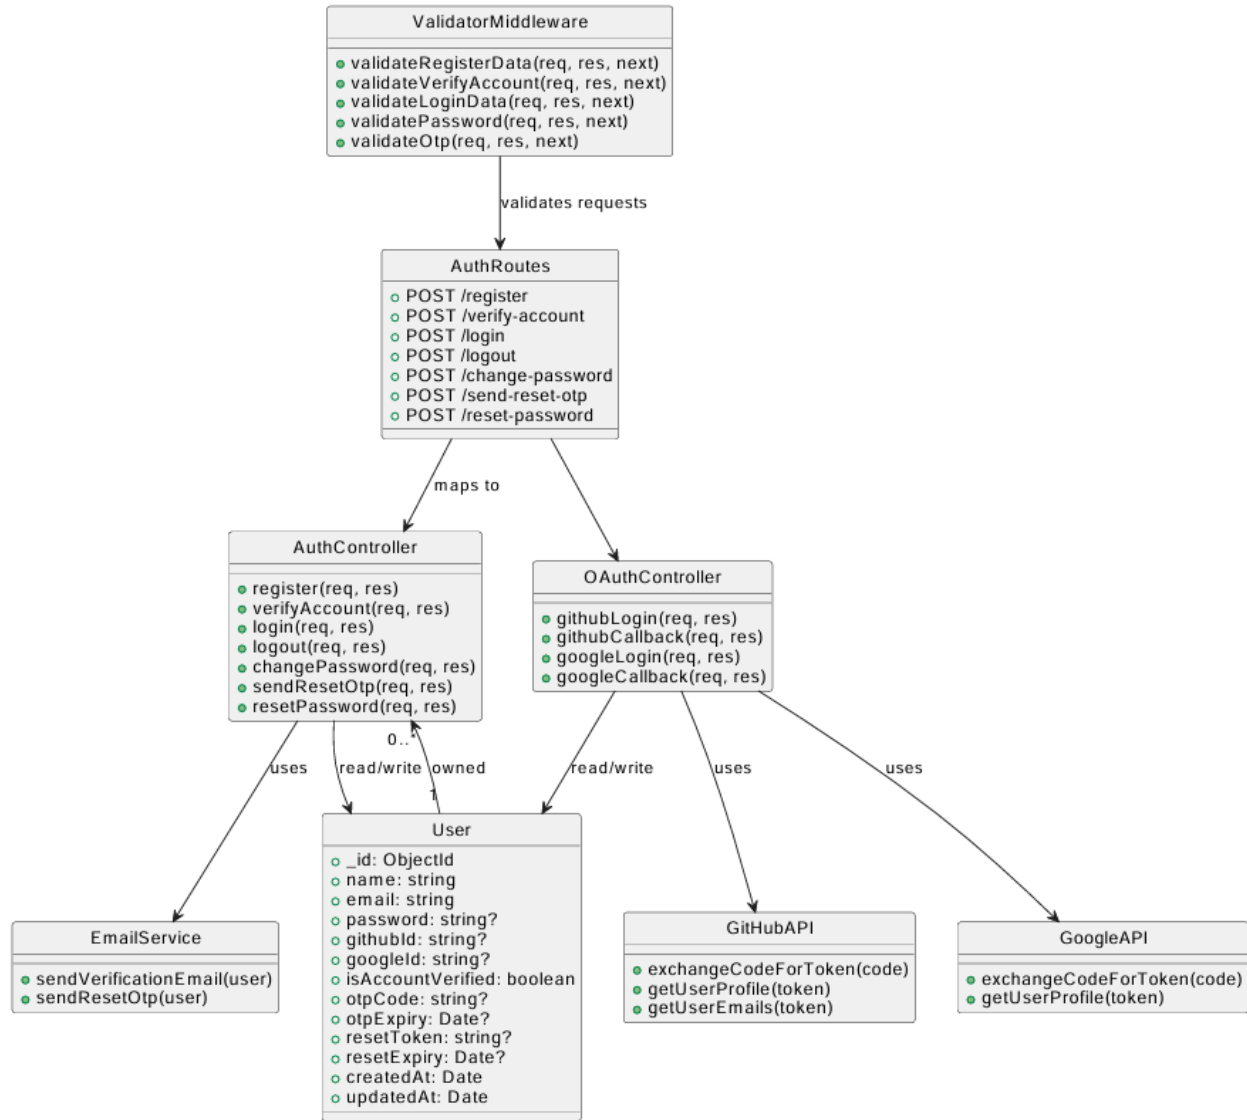 ValidatorMiddleware
validateRegisterData(req, res, next)
validateVerifyAccount(req, res, next)
validateLoginData(req, res, next)
validatePassword(req, res, next)
validateOtp(req, res, next)
validates requests
AuthRoutes
POST /register
POST /verify-account
POST /login
POST /logout
POST /change-password
POST /send-reset-otp
POST /reset-password
maps to
AuthController
register(req, res)
verifyAccount(req, res)
login(req, res)
logout(req, res)
changePassword(req, res)
sendResetOtp(req, res)
resetPassword(req, res)
OAuthController
githubLogin(req, res)
githubCallback(req, res)
googleLogin(req, res)
googleCallback(req, res)
0..*
uses
read/write
owned
1
read/write
uses
uses
User
_id: ObjectId
name: string
email: string
password: string?
githubId: string?
googleId: string?
isAccountVerified: boolean
otpCode: string?
otpExpiry: Date?
resetToken: string?
resetExpiry: Date?
createdAt: Date
updatedAt: Date
EmailService
sendVerificationEmail(user)
sendResetOtp(user)
GitHubAPI
exchangeCodeForToken(code)
getUserProfile(token)
getUserEmails(token)
GoogleAPI
exchangeCodeForToken(code)
getUserProfile(token)